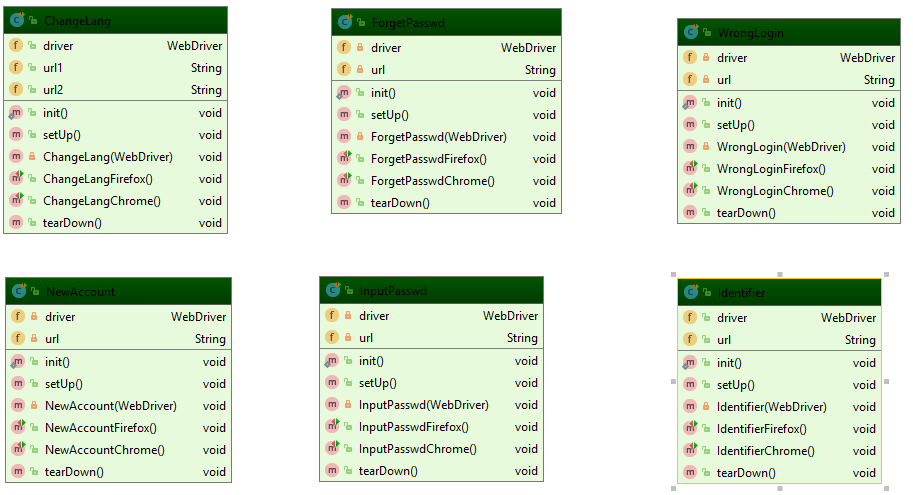 ChangeLang
driver WebDriver
url1 String
url2 String
init() void
setUp() void
ChangeLang(WebDriver) void
ChangeLangFirefox() void
ChangeLangChrome() void
tearDown() void
ForgetPasswd
driver WebDriver
url String
init() void
setUp() void
ForgetPasswd(WebDriver) void
ForgetPasswdFirefox() void
ForgetPasswdChrome() void
tearDown() void
WrongLogin
driver WebDriver
url String
init() void
setUp() void
WrongLogin(WebDriver) void
WrongLoginFirefox() void
WrongLoginChrome() void
tearDown() void
NewAccount
driver WebDriver
url String
init() void
setUp() void
NewAccount(WebDriver) void
NewAccountFirefox() void
NewAccountChrome() void
tearDown() void
InputPasswd
driver WebDriver
url String
init() void
setUp() void
InputPasswd(WebDriver) void
InputPasswdFirefox() void
InputPasswdChrome() void
tearDown() void
Identifier
driver WebDriver
url String
init() void
setUp() void
Identifier(WebDriver) void
IdentifierFirefox() void
IdentifierChrome() void
tearDown() void